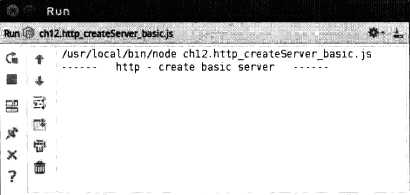 Run
Run ch12.http_createServer_basic.js
/usr/local/bin/node ch12.http_createServer_basic.js
------ http - create basic server ------